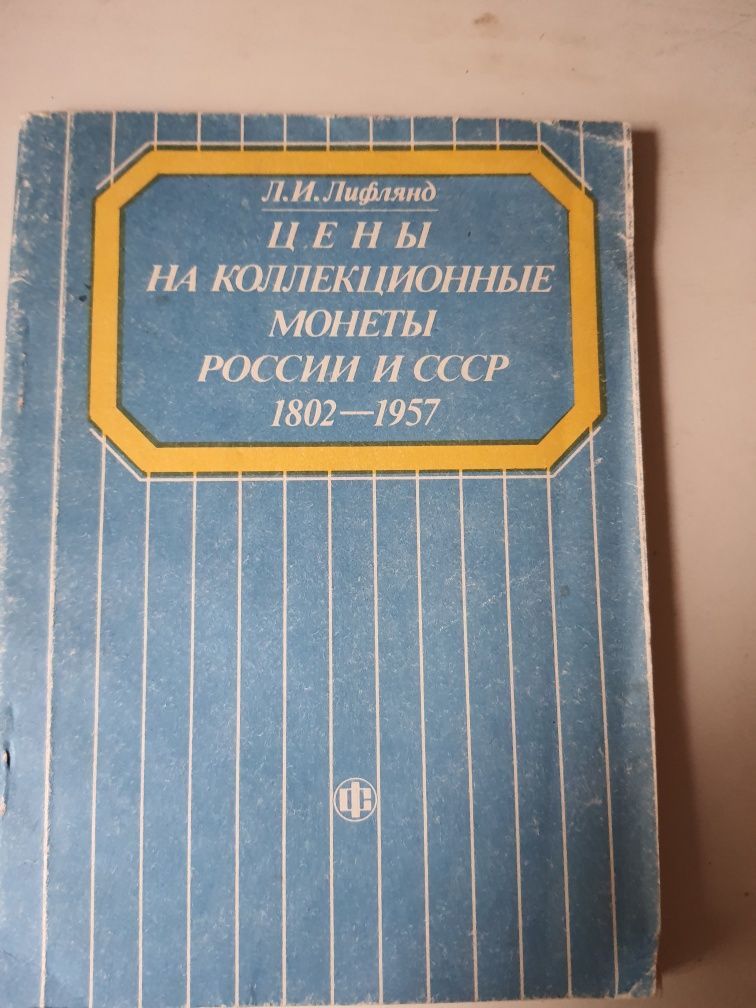 Л.И.Лифлянд
ЦЕНЫ
НА КОЛЛЕКЦИОННЫЕ
МОНЕТЫ
РОССИИ И СССР
1802—1957